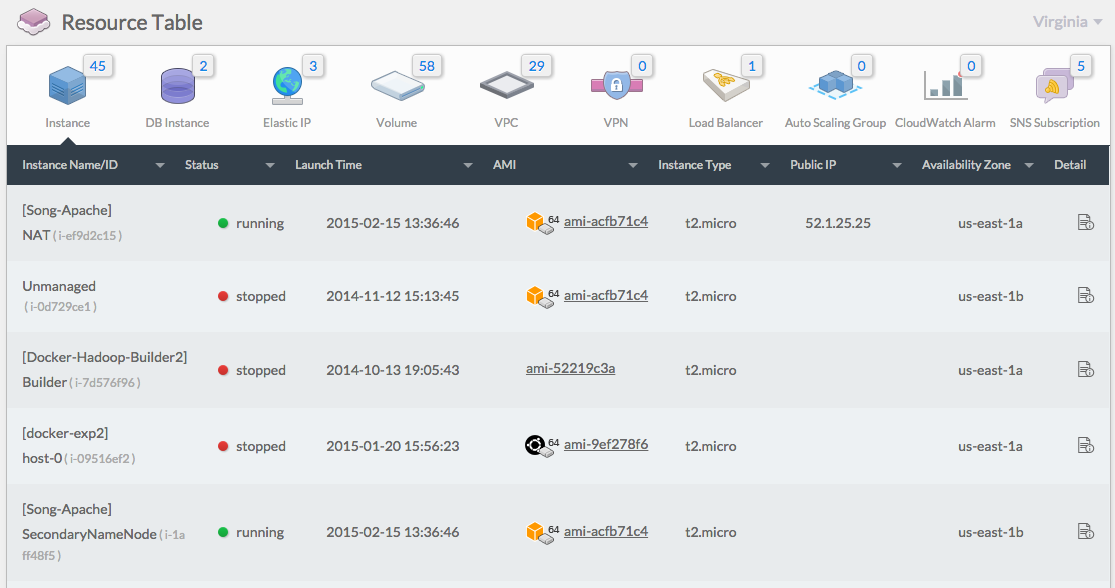 Resource Table
Virginia
45 2 3 58 29 0 1 0 0 5
Instance DB Instance Elastic IP Volume VPC VPN Load Balancer Auto Scaling Group CloudWatch Alarm SNS Subscription
Instance Name/ID Status Launch Time AMI Instance Type Public IP Availability Zone Detail
[Song-Apache]
NAT ( i-ef9d2c15 ) running 2015-02-15 13:36:46 64 ami-acfb71c4 t2.micro 52.1.25.25 us-east-1a
Unmanaged
( i-0d729ce1 ) stopped 2014-11-12 15:13:45 64 ami-acfb71c4 t2.micro us-east-1b
[Docker-Hadoop-Builder2]
Builder ( i-7d576f96 ) stopped 2014-10-13 19:05:43 ami-52219c3a t2.micro us-east-1a
[docker-exp2]
host-0 ( i-09516ef2 ) stopped 2015-01-20 15:56:23 64 ami-9ef278f6 t2.micro us-east-1a
[Song-Apache]
SecondaryNameNode ( i-1a running 2015-02-15 13:36:46 64 ami-acfb71c4 t2.micro us-east-1b
ff48f5 )